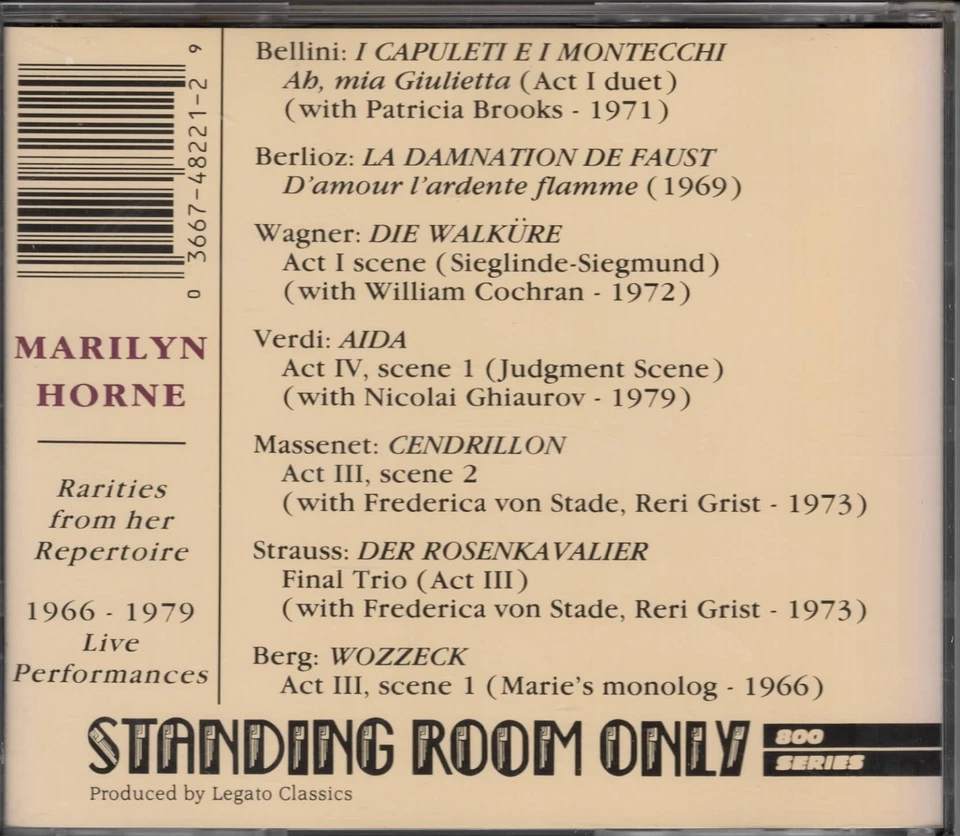 0 3667-48221-2 9
MARILYN
HORNE
Rarities
from her
Repertoire
1966 - 1979
Live
Performances
Bellini: I CAPULETI E I MONTECCHI
Ah, mia Giulietta (Act I duet)
(with Patricia Brooks - 1971)
Berlioz: LA DAMNATION DE FAUST
D'amour l'ardente flamme (1969)
Wagner: DIE WALKÜRE
Act I scene (Sieglinde-Siegmund)
(with William Cochran - 1972)
Verdi: AIDA
Act IV, scene 1 (Judgment Scene)
(with Nicolai Ghiaurov - 1979)
Massenet: CENDRILLON
Act III, scene 2
(with Frederica von Stade, Reri Grist - 1973)
Strauss: DER ROSENKAVALIER
Final Trio (Act III)
(with Frederica von Stade, Reri Grist - 1973)
Berg: WOZZECK
Act III, scene 1 (Marie's monolog - 1966)
STANDING ROOM ONLY
800
SERIES
Produced by Legato Classics